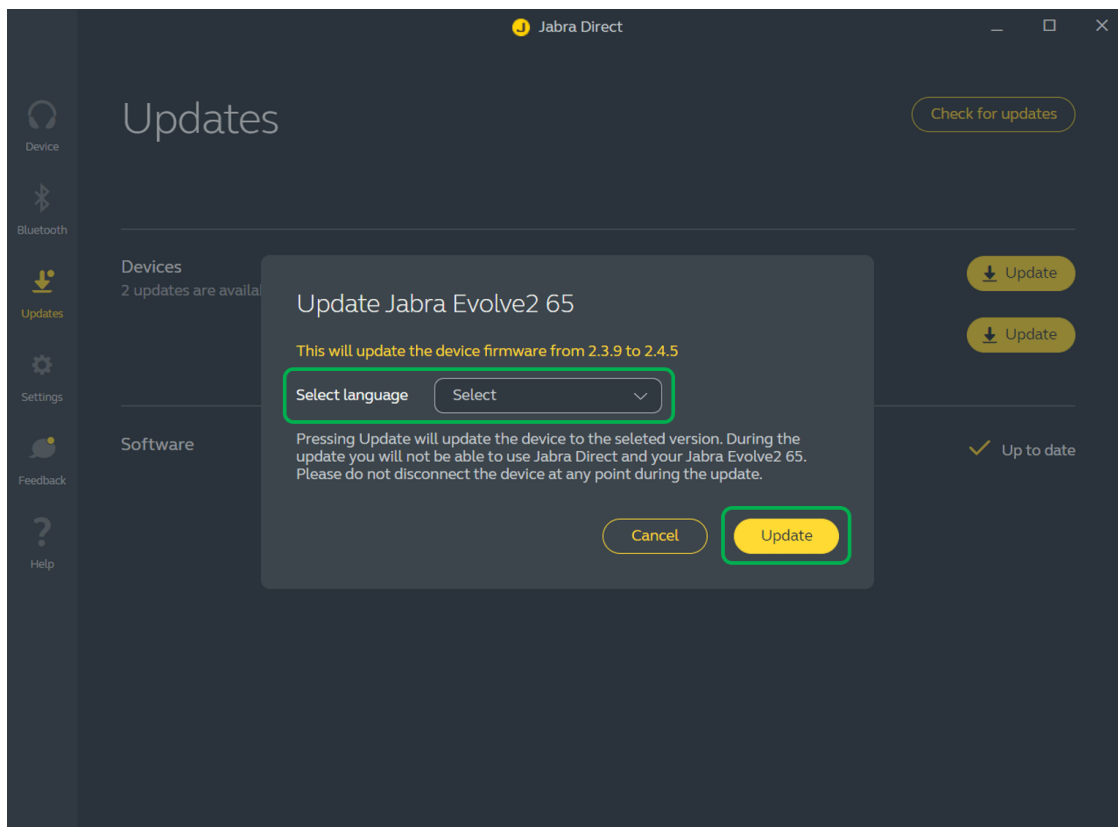 Jabra Direct
Updates
Check for updates
Device
Bluetooth
Updates
Settings
Feedback
Help
Devices
2 updates are availa
Update
Update
Update Jabra Evolve2 65
This will update the device firmware from 2.3.9 to 2.4.5
Select language Select
Pressing Update will update the device to the seleted version. During the
update you will not be able to use Jabra Direct and your Jabra Evolve2 65.
Please do not disconnect the device at any point during the update.
Cancel Update
Software
Up to date